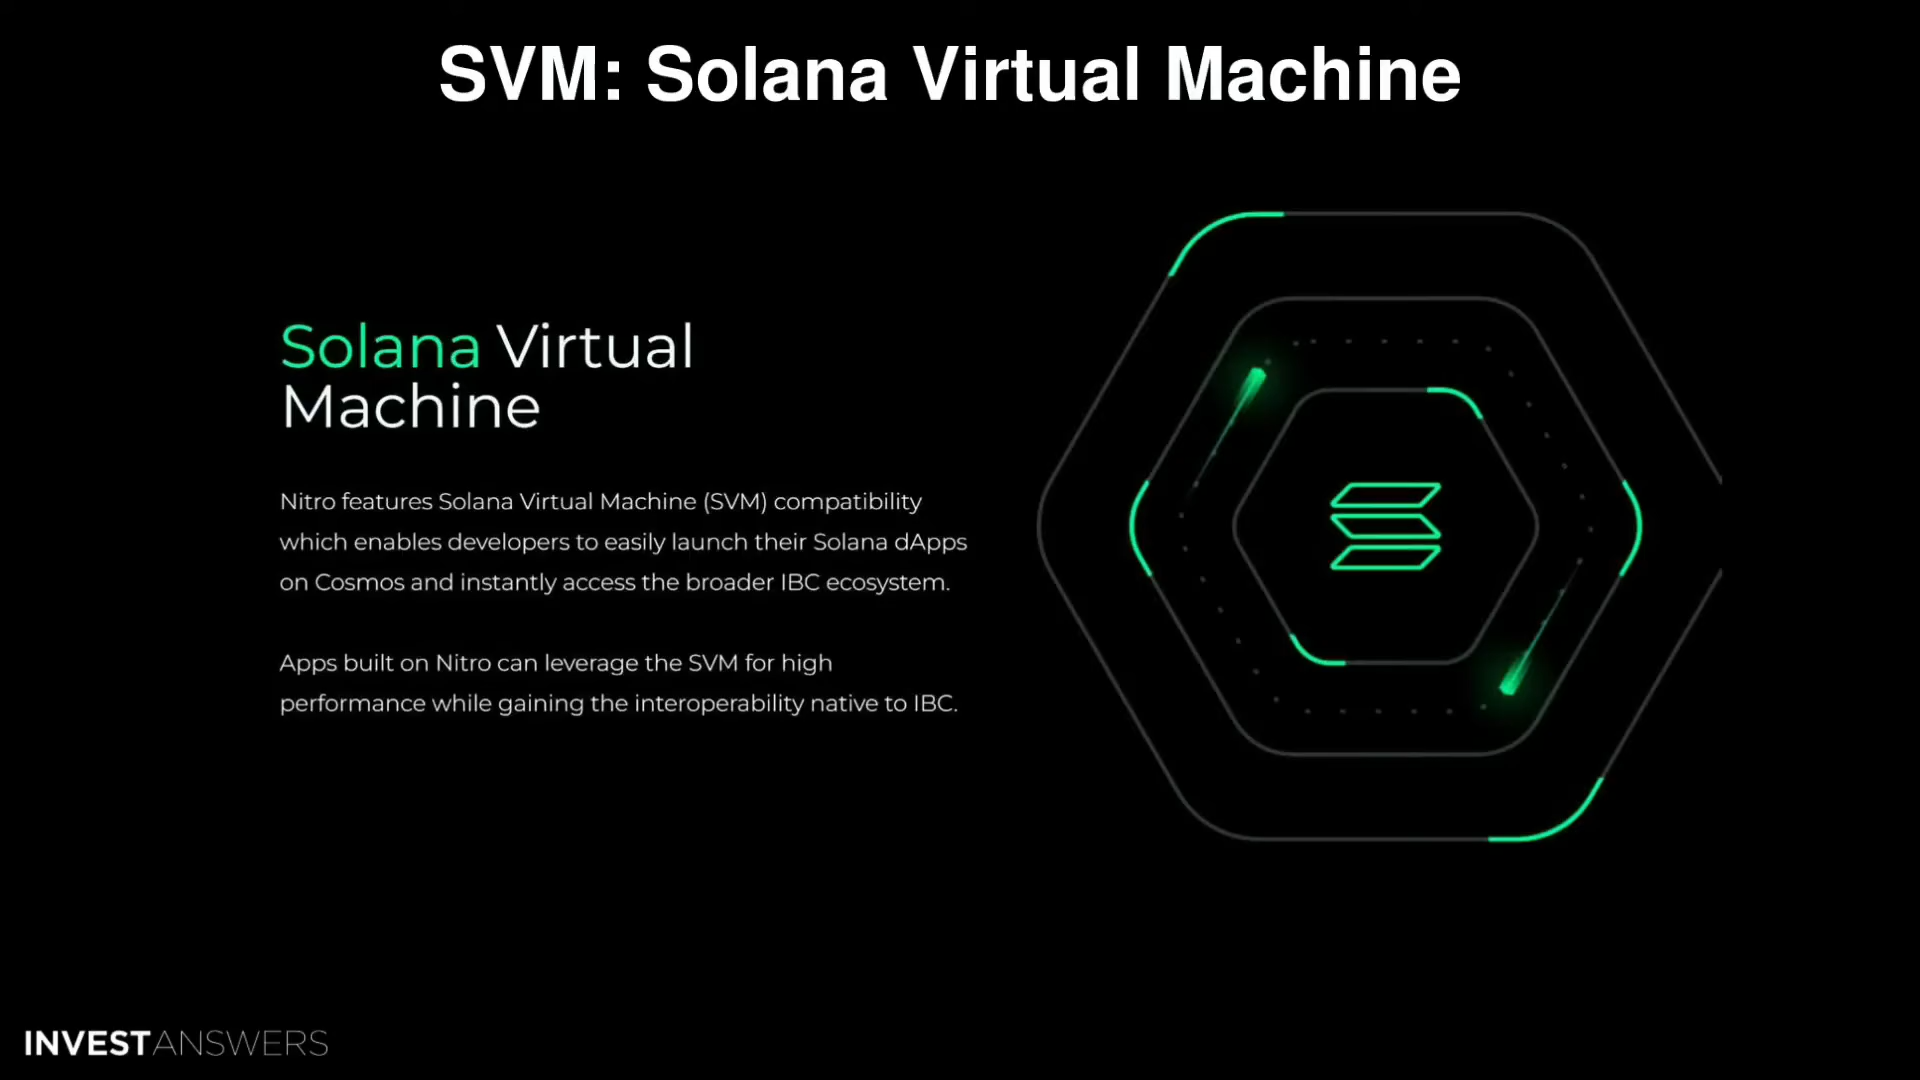 SVM: Solana Virtual Machine
Solana Virtual
Machine
Nitro features Solana Virtual Machine (SVM) compatibility
which enables developers to easily launch their Solana dApps
on Cosmos and instantly access the broader IBC ecosystem.
Apps built on Nitro can leverage the SVM for high
performance while gaining the interoperability native to IBC.
INVESTANSWERS